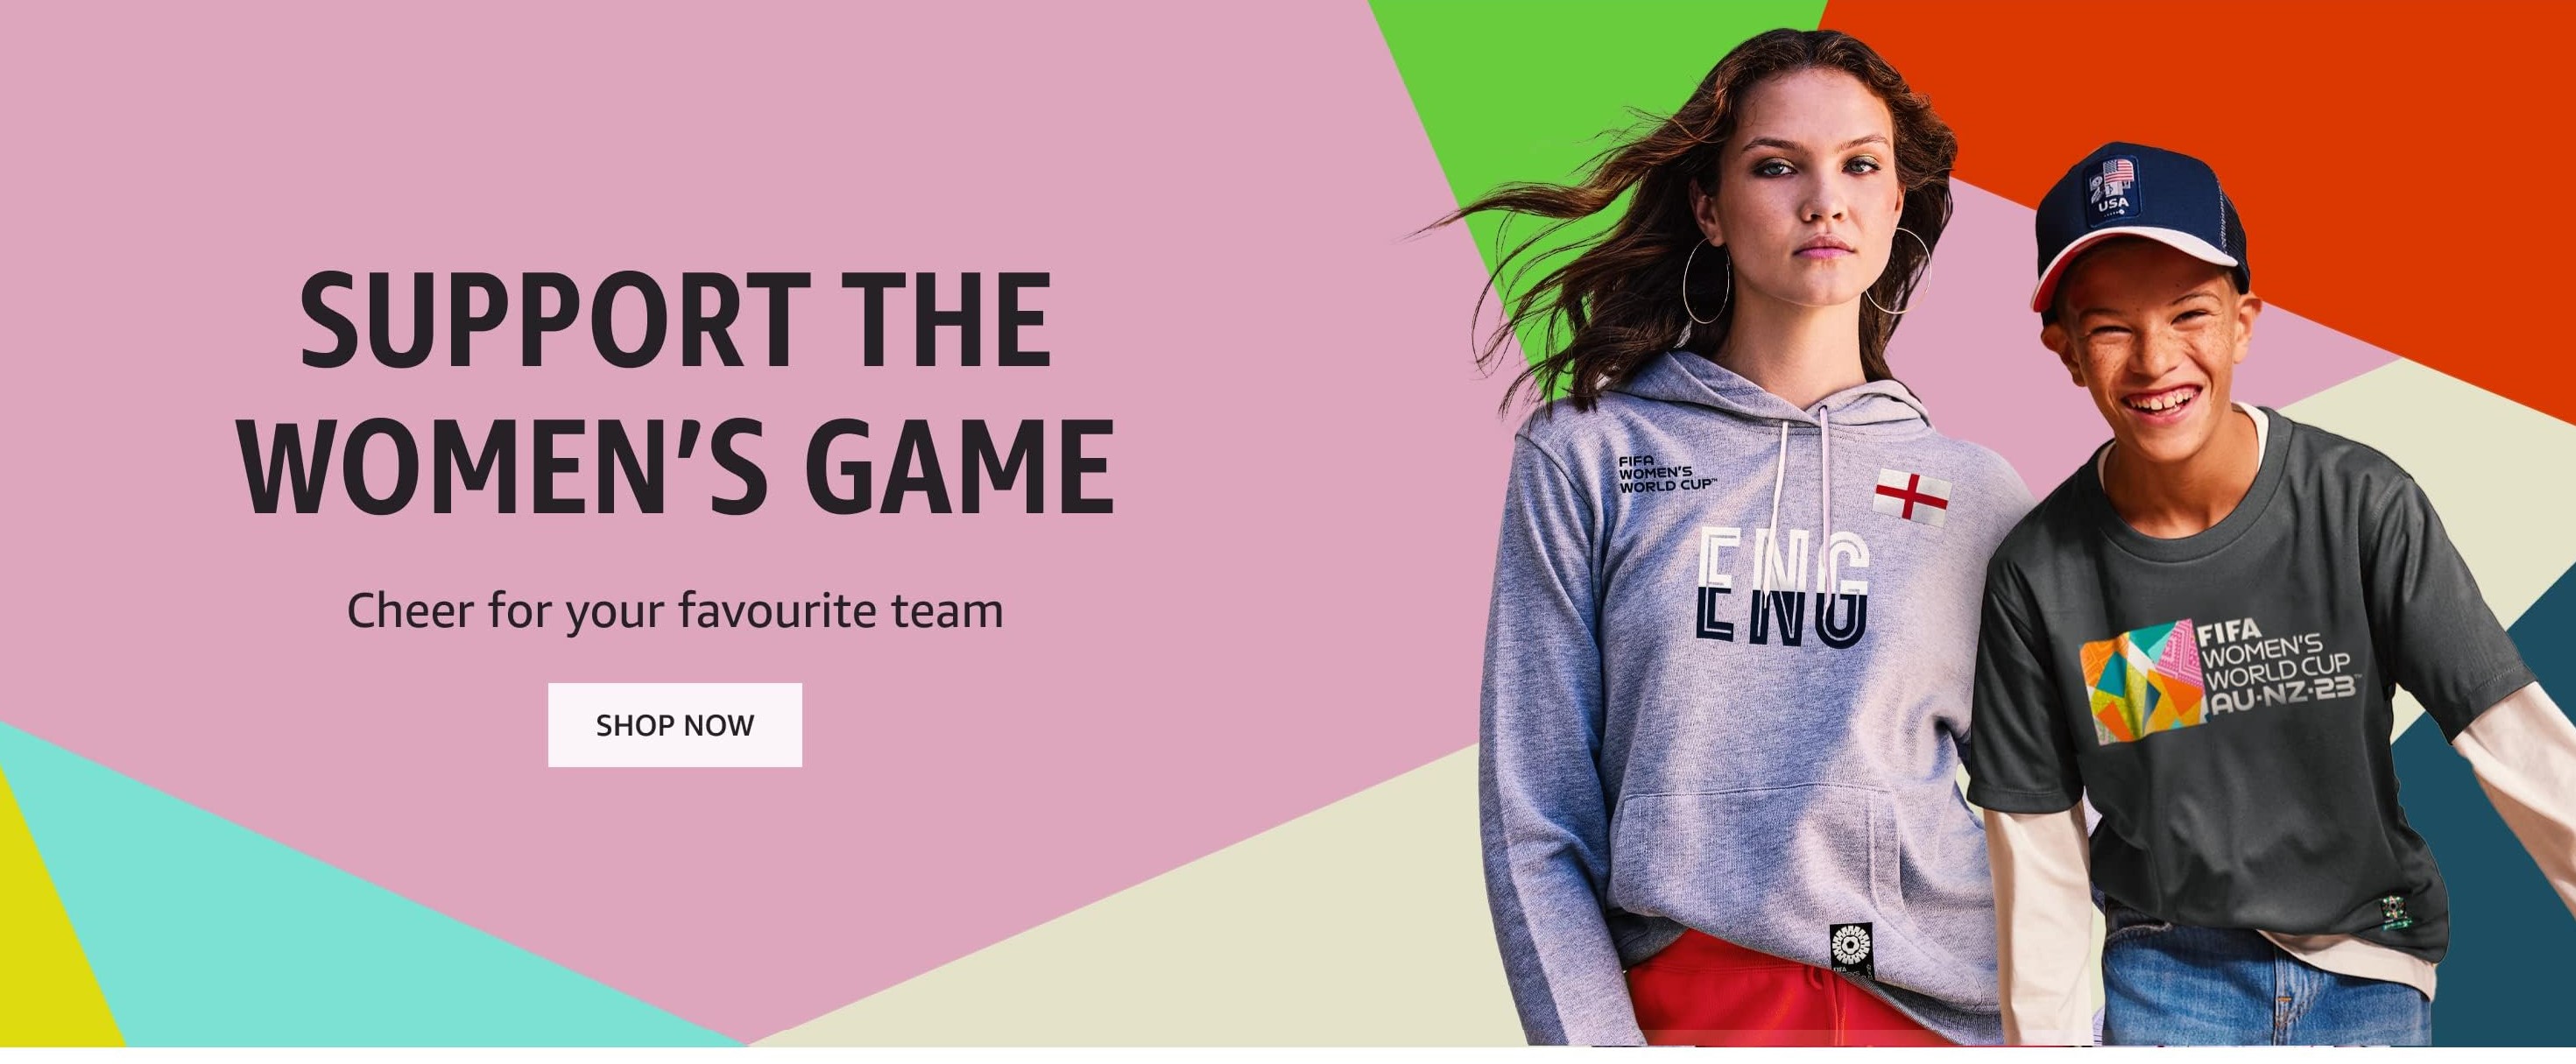 SUPPORT THE
WOMEN’S GAME
Cheer for your favourite team
SHOP NOW
USA
FIFA
WOMEN'S
WORLD CUP™
ENG
FIFA
WOMEN'S
WORLD CUP
AU·NZ·23™